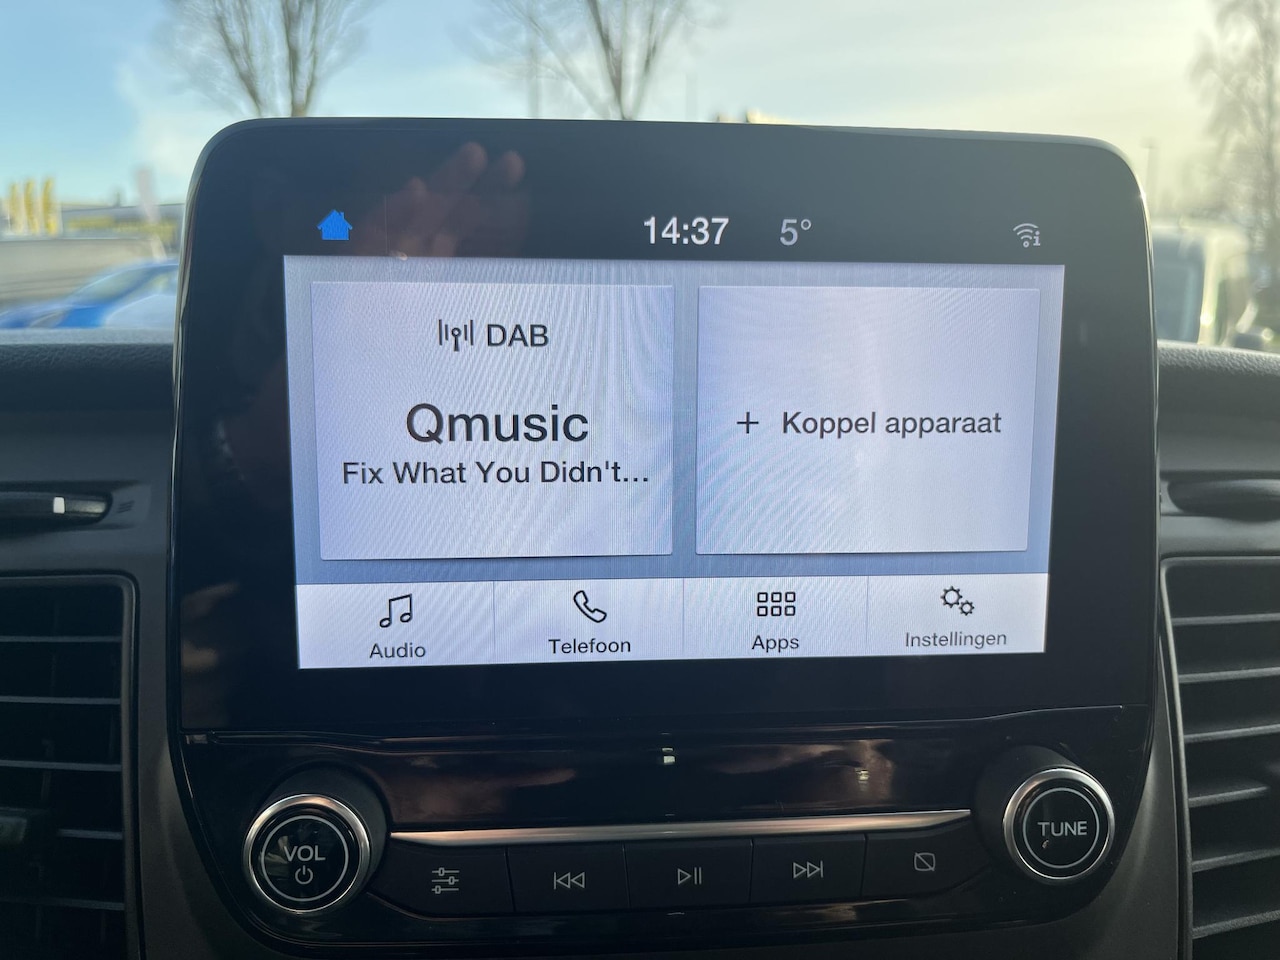 14:37 5°
DAB
Qmusic
Fix What You Didn't...
+ Koppel apparaat
Audio
Telefoon
Apps
Instellingen
VOL
TUNE